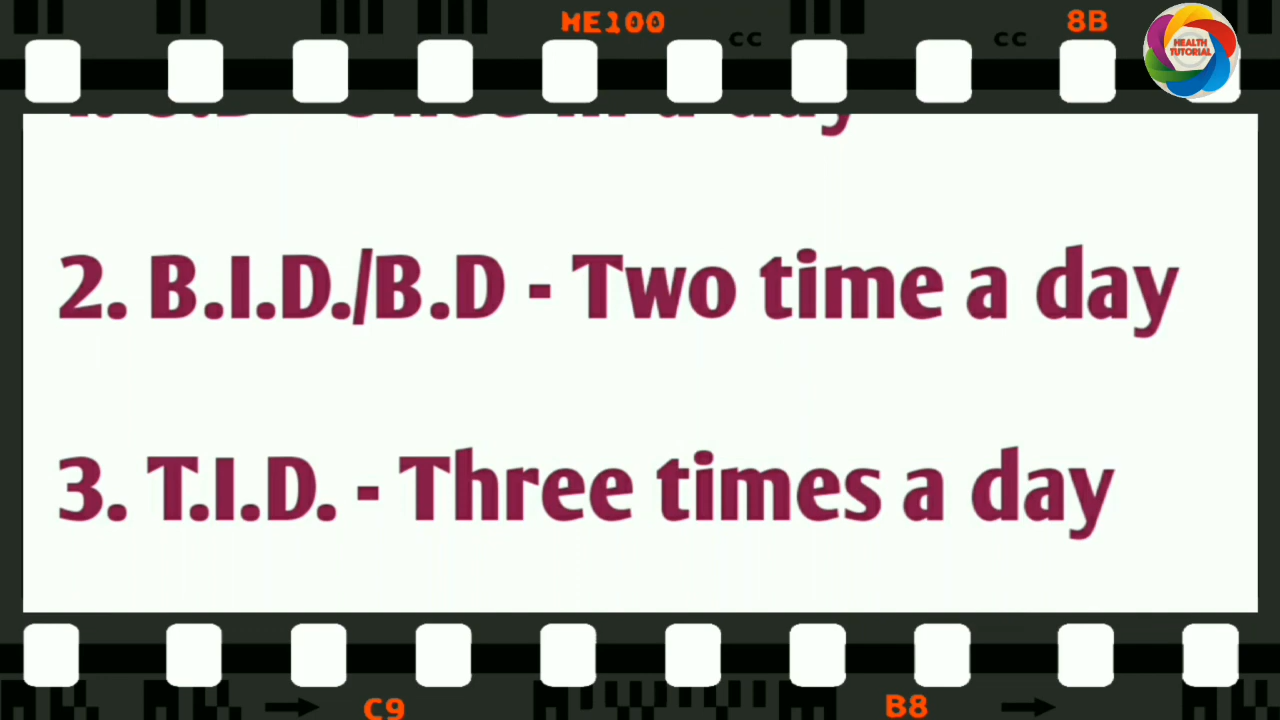 ME100
8B
CC
CC
HEALTH
TUTORIAL
2. B.I.D./B.D - Two time a day
3. T.I.D. - Three times a day
C9
B8